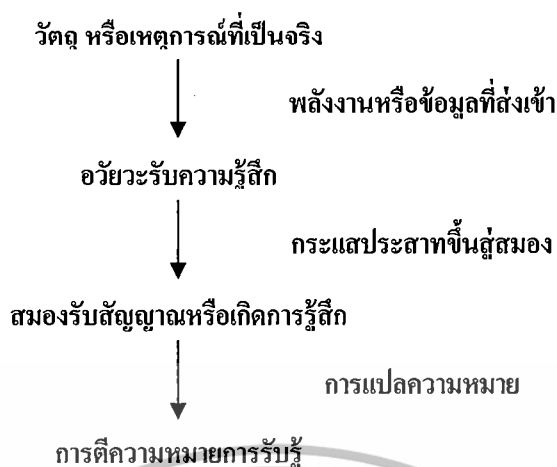 วัตถุ หรือเหตุการณ์ที่เป็นจริง
พลังงานหรือข้อมูลที่ส่งเข้า
อวัยวะรับความรู้สึก
กระแสประสาทขึ้นสู่สมอง
สมองรับสัญญาณหรือเกิดการรู้สึก
การแปลความหมาย
การตีความหมายการรับรู้